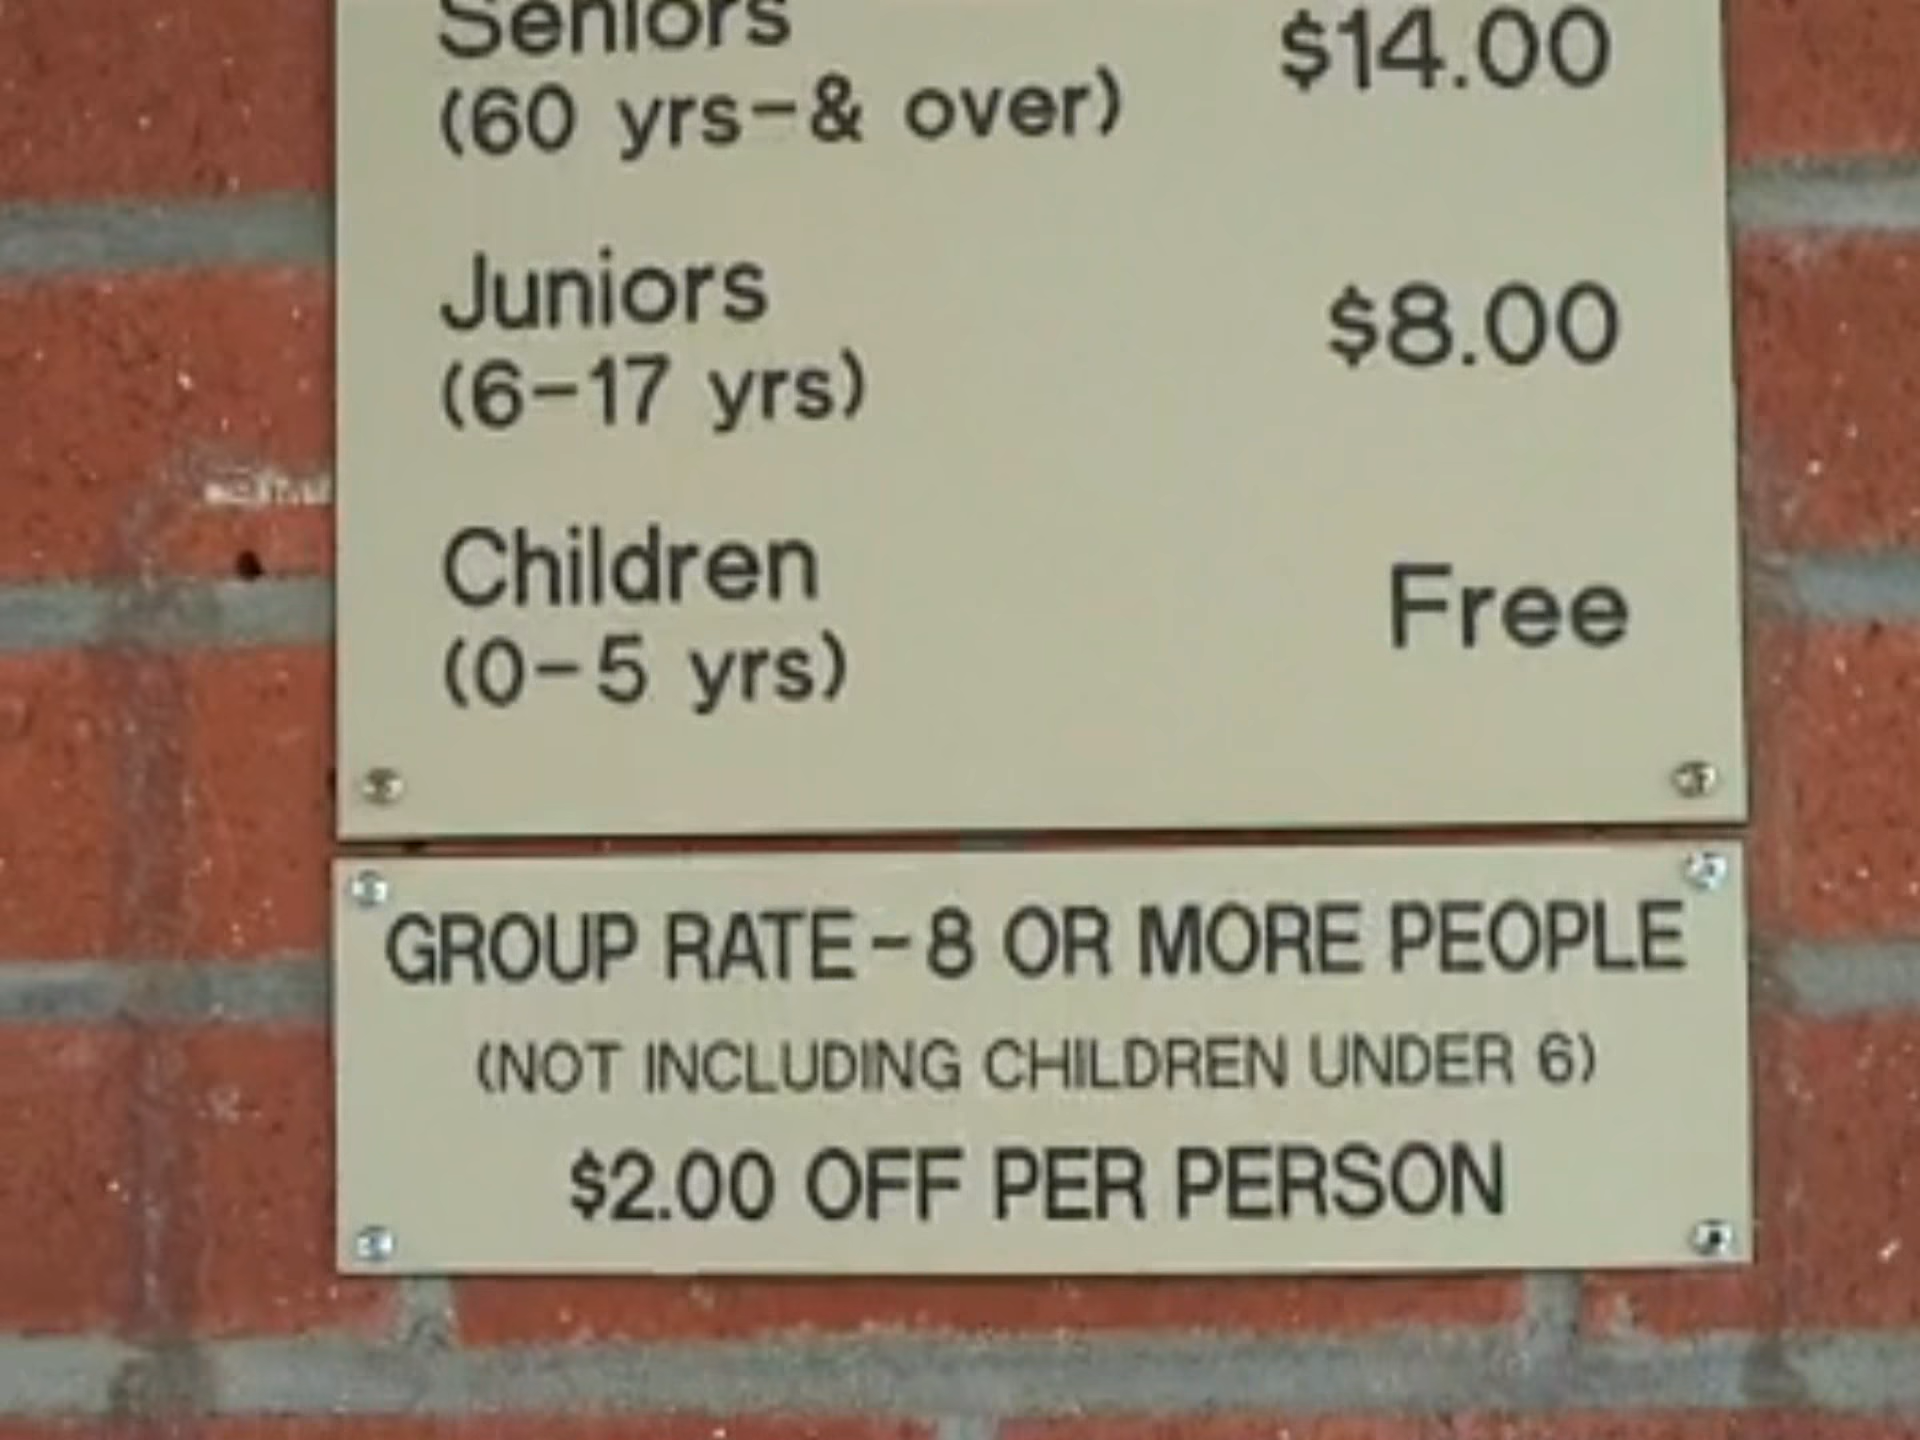 Seniors $14.00
(60 yrs-& over)
Juniors $8.00
(6-17 yrs)
Children Free
(0-5 yrs)
GROUP RATE - 8 OR MORE PEOPLE
(NOT INCLUDING CHILDREN UNDER 6)
$2.00 OFF PER PERSON